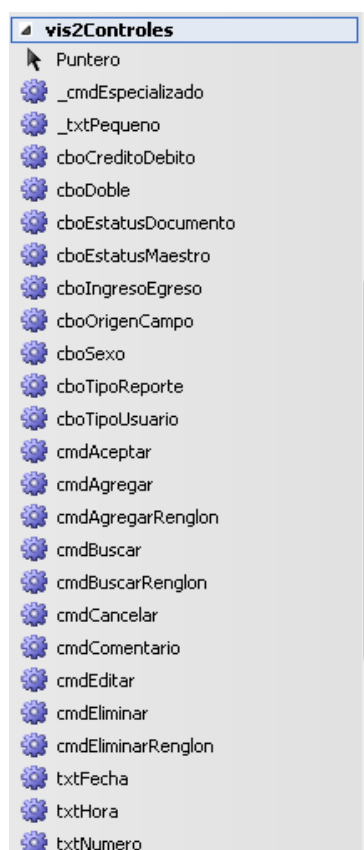 vis2Controles
Puntero
_cmdEspecializado
_txtPequeno
cboCreditoDebito
cboDoble
cboEstatusDocumento
cboEstatusMaestro
cboIngresoEgreso
cboOrigenCampo
cboSexo
cboTipoReporte
cboTipoUsuario
cmdAceptar
cmdAgregar
cmdAgregarRenglon
cmdBuscar
cmdBuscarRenglon
cmdCancelar
cmdComentario
cmdEditar
cmdEliminar
cmdEliminarRenglon
txtFecha
txtHora
txtNumero